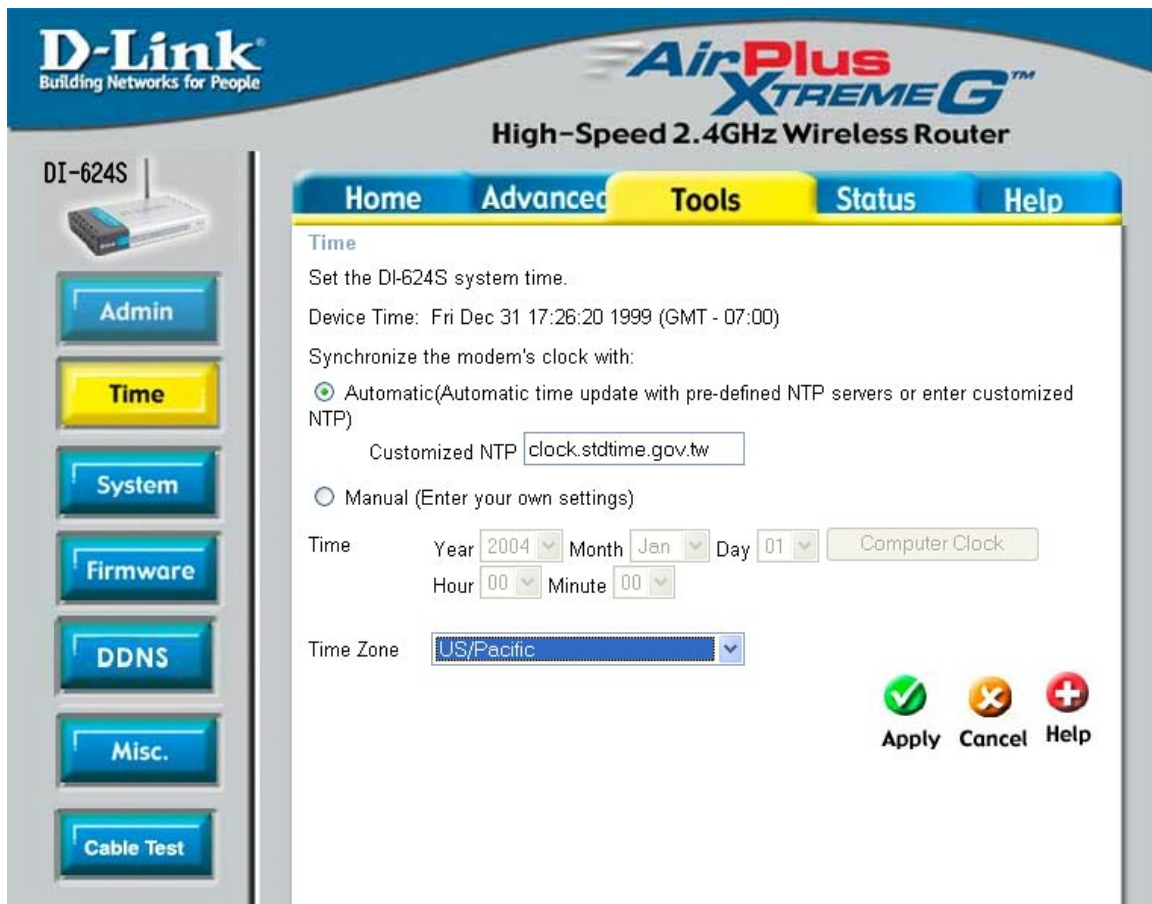 D-Link
Building Networks for People
AirPlus
XTREME G™
High-Speed 2.4GHz Wireless Router
DI-624S
Home
Advanced
Tools
Status
Help
Admin
Time
System
Firmware
DDNS
Misc.
Cable Test
Time
Set the DI-624S system time.
Device Time: Fri Dec 31 17:26:20 1999 (GMT - 07:00)
Synchronize the modem's clock with:
Automatic(Automatic time update with pre-defined NTP servers or enter customized
NTP)
Customized NTP clock.stdtime.gov.tw
Manual (Enter your own settings)
Time Year 2004 Month Jan Day 01 Computer Clock
Hour 00 Minute 00
Time Zone US/Pacific
Apply Cancel Help